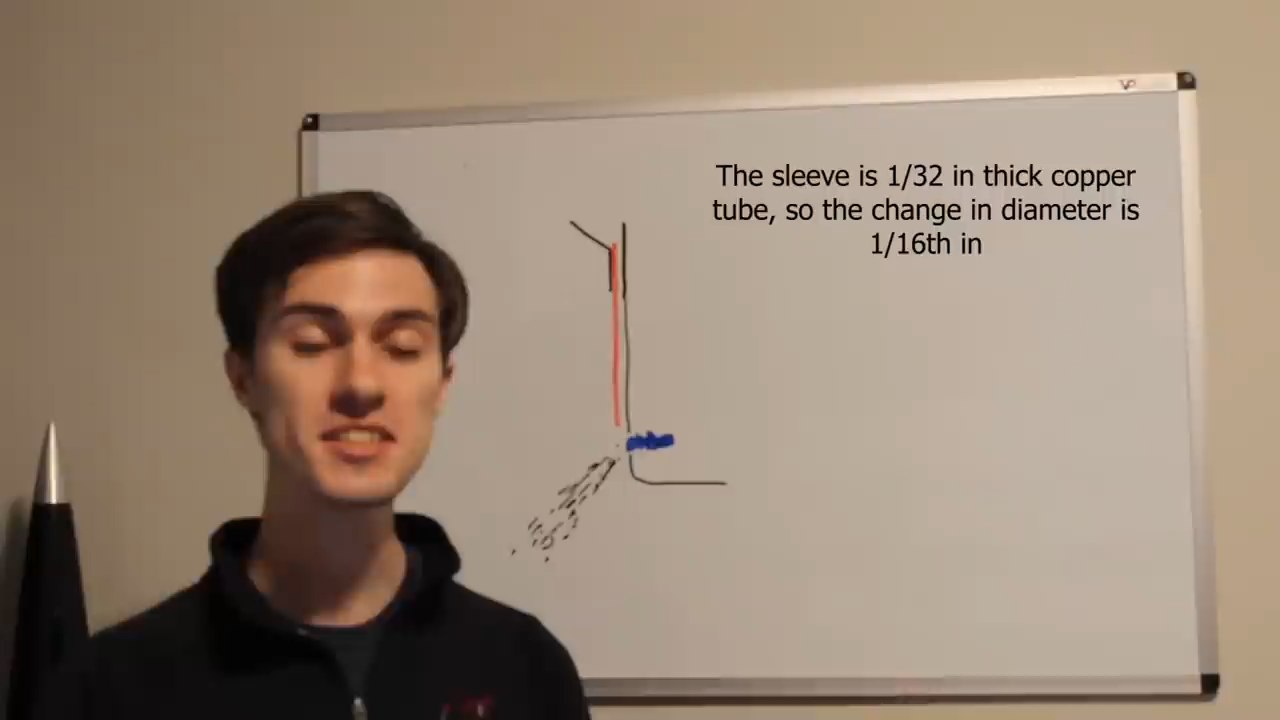 The sleeve is 1/32 in thick copper
tube, so the change in diameter is
1/16th in